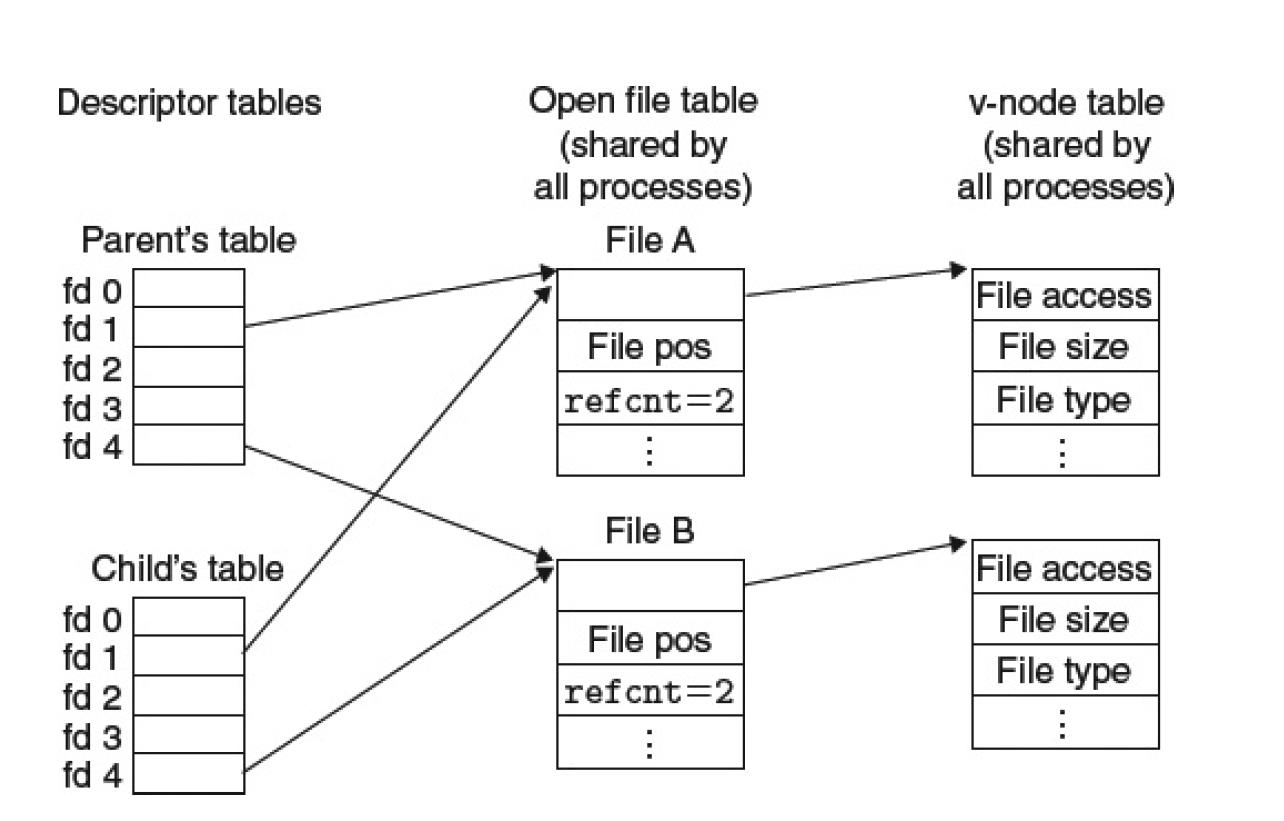 Descriptor tables
Open file table
(shared by
all processes)
v-node table
(shared by
all processes)
Parent's table
fd 0
fd 1
fd 2
fd 3
fd 4
Child's table
fd 0
fd 1
fd 2
fd 3
fd 4
File A
File pos
refcnt=2
⋮
File B
File pos
refcnt=2
⋮
File access
File size
File type
⋮
File access
File size
File type
⋮